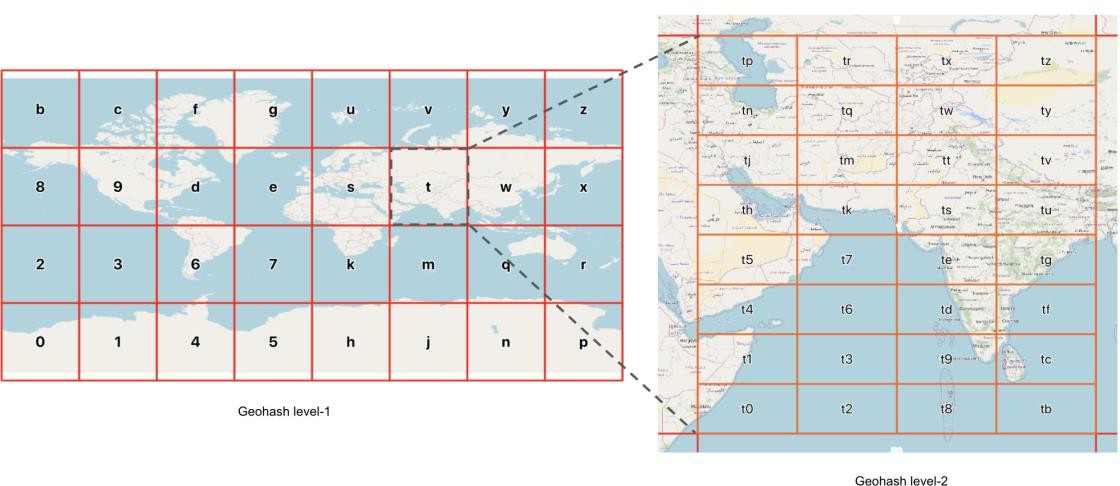 b c f g u v y z
8 9 d e s t w x
2 3 6 7 k m q r
0 1 4 5 h j n p
Geohash level-1
tp tr tx tz
tn tq tw ty
tj tm tt tv
th tk ts tu
t5 t7 te tg
t4 t6 td tf
t1 t3 t9 tc
t0 t2 t8 tb
Geohash level-2